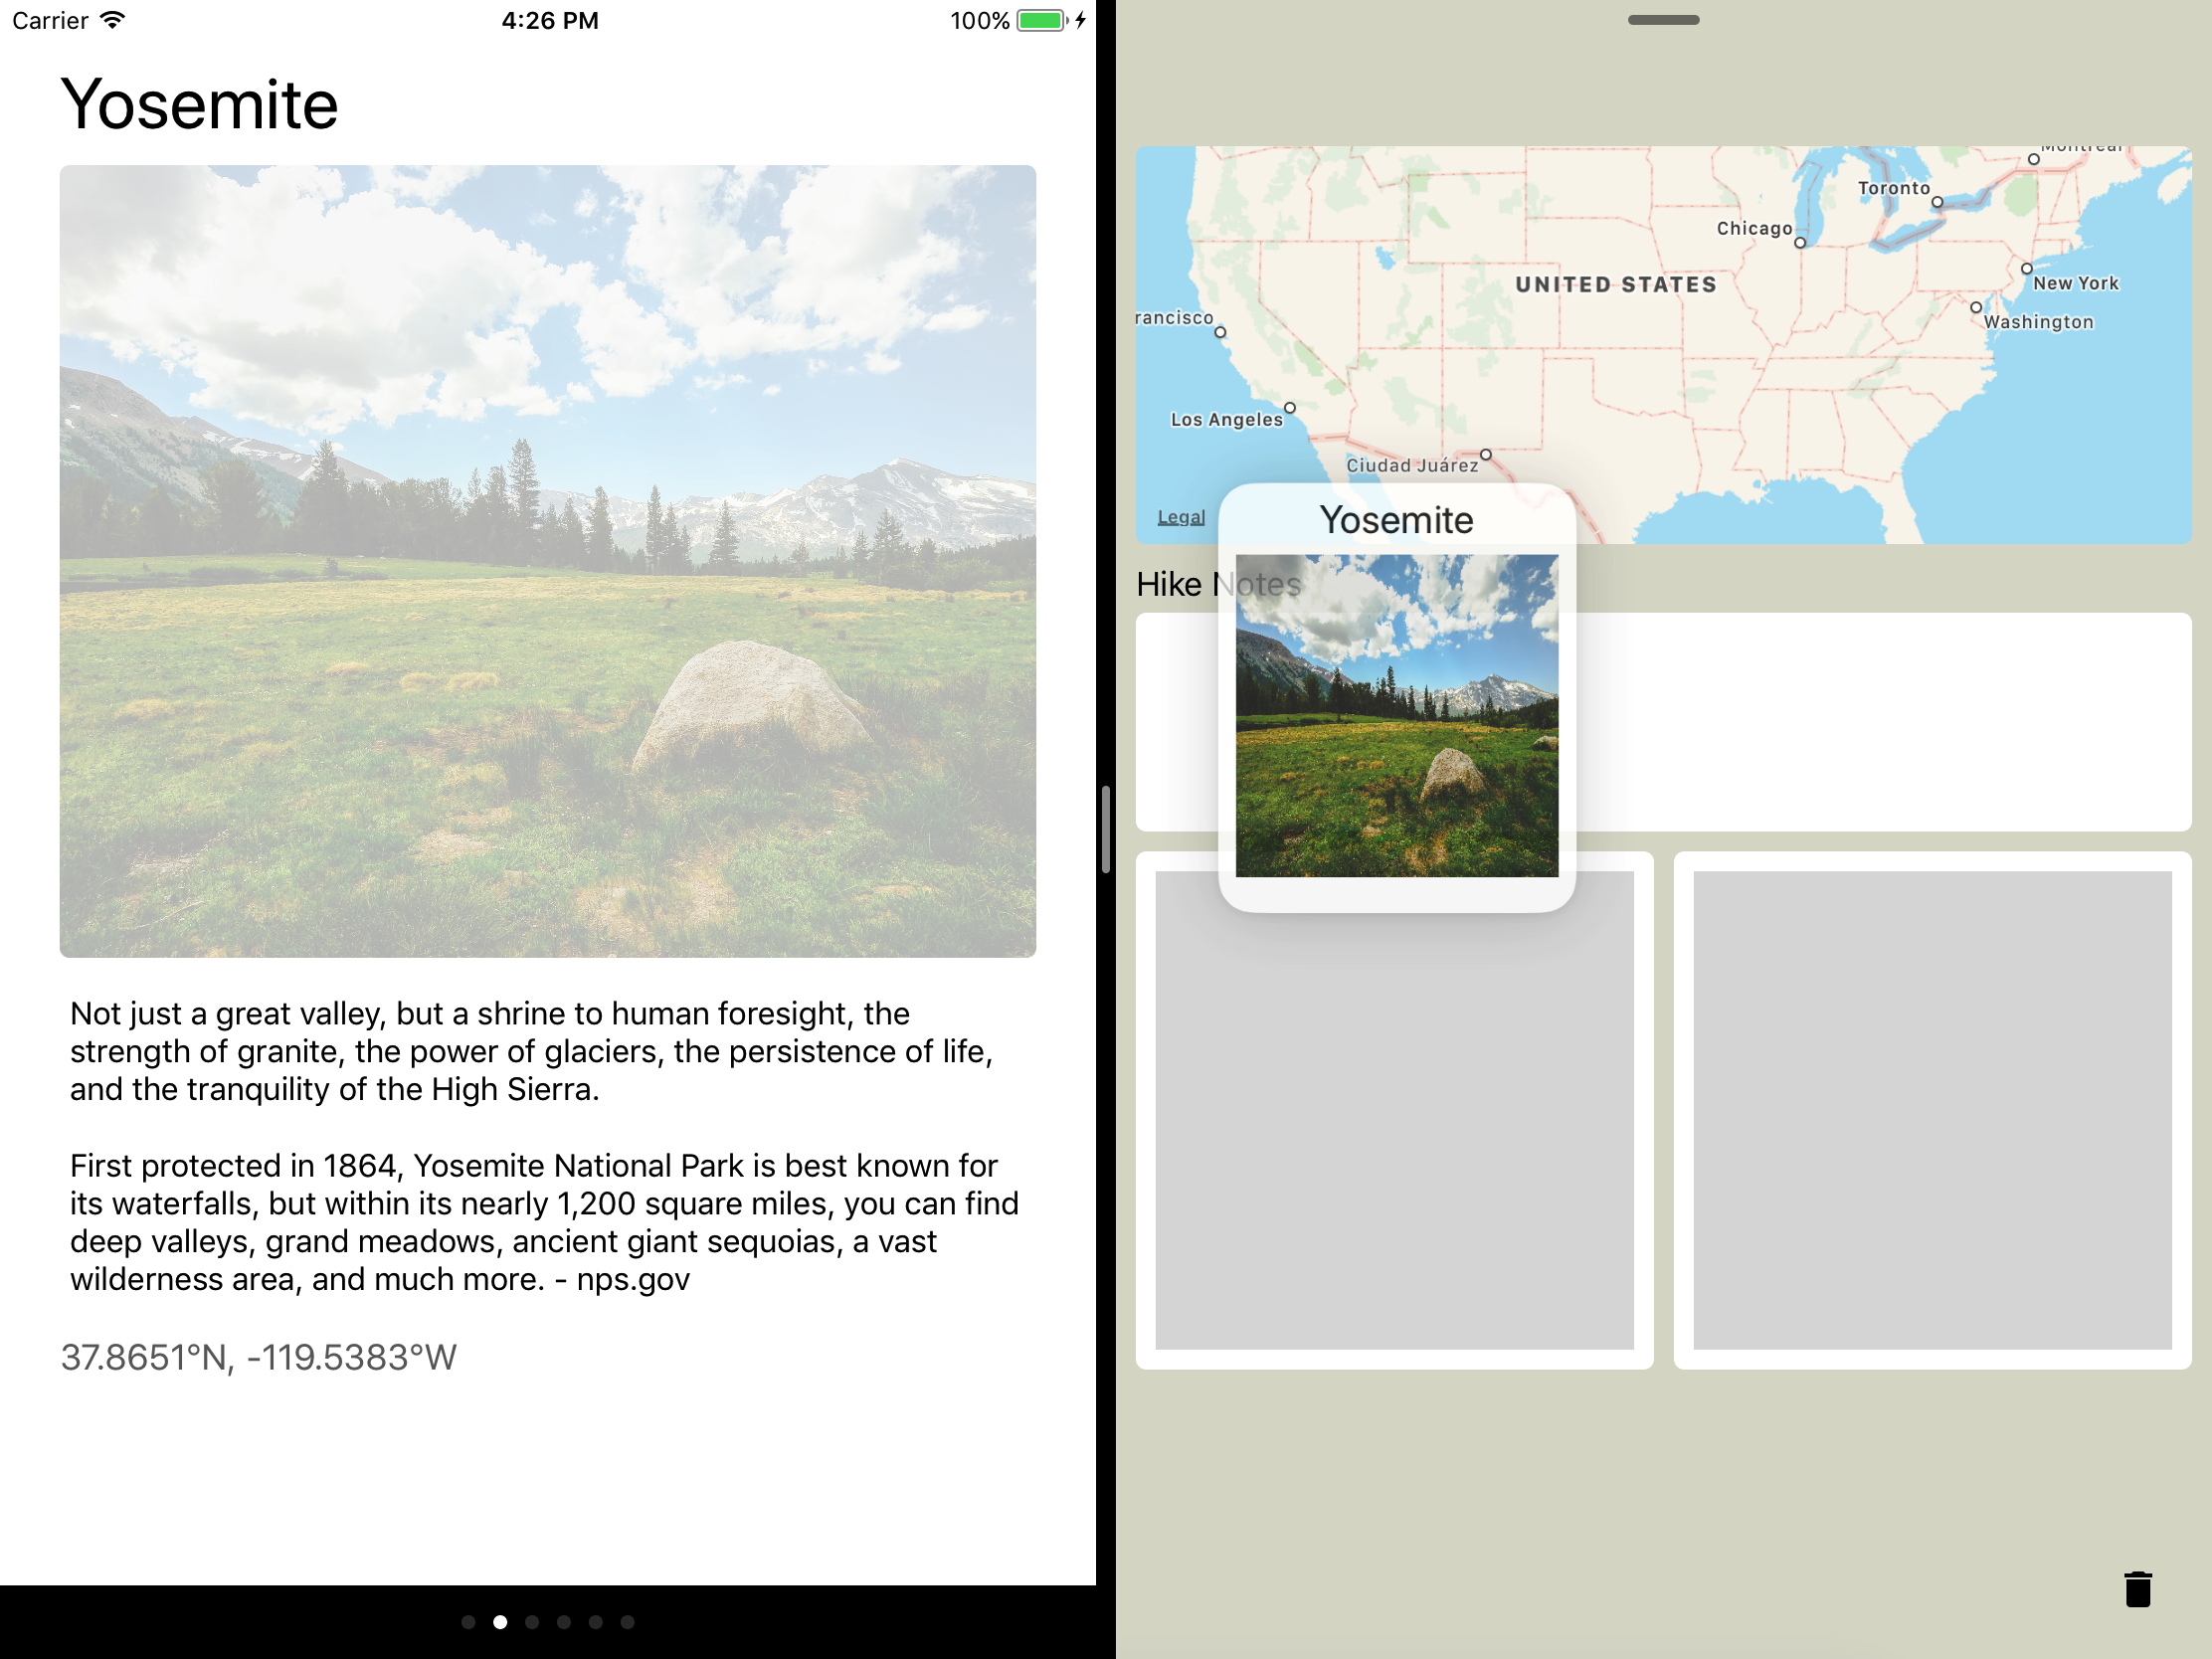 Carrier
4:26 PM
100%
Yosemite
Not just a great valley, but a shrine to human foresight, the
strength of granite, the power of glaciers, the persistence of life,
and the tranquility of the High Sierra.
First protected in 1864, Yosemite National Park is best known for
its waterfalls, but within its nearly 1,200 square miles, you can find
deep valleys, grand meadows, ancient giant sequoias, a vast
wilderness area, and much more. - nps.gov
37.8651°N, -119.5383°W
Montreal
Toronto
Chicago
UNITED STATES
New York
rancisco
Washington
Los Angeles
Ciudad Juárez
Legal
Yosemite
Hike Notes